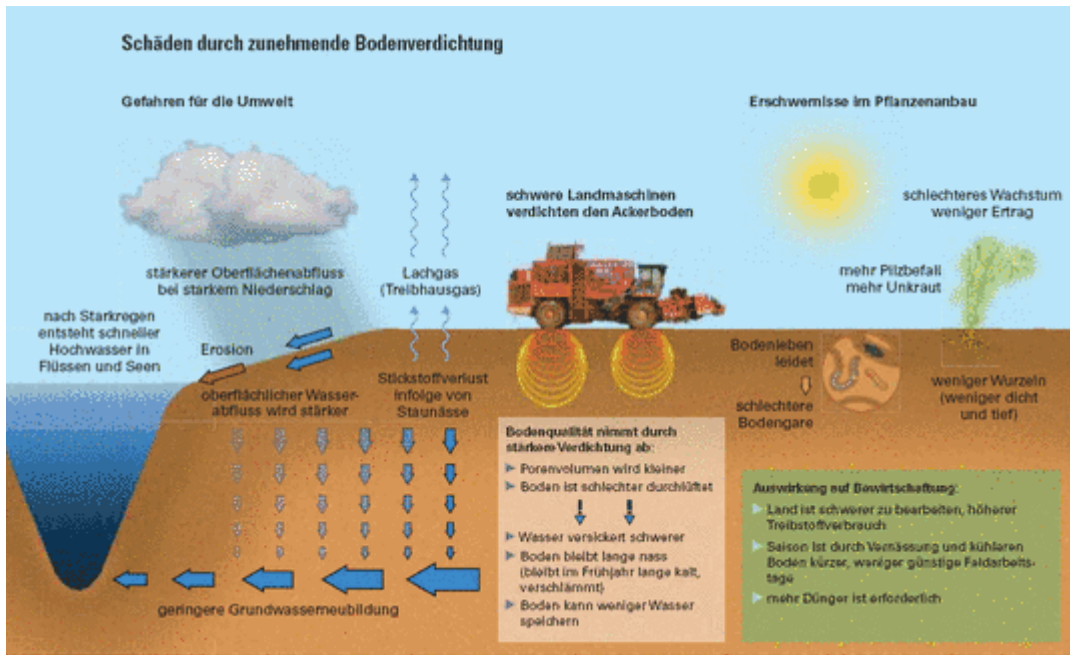 Schäden durch zunehmende Bodenverdichtung
Gefahren für die Umwelt
stärkerer Oberflächenabfluss
bei starkem Niederschlag
nach Starkregen
entsteht schneller
Hochwasser in
Flüssen und Seen
Erosion
oberflächlicher Wasser-
abfluss wird stärker
Lachgas
(Treibhausgas)
Stickstoffverlust
infolge von
Staunässe
geringere Grundwasserneubildung
schwere Landmaschinen
verdichten den Ackerboden
Bodenqualität nimmt durch
stärkere Verdichtung ab:
Porenvolumen wird kleiner
Boden ist schlechter durchlüftet
Wasser versickert schwerer
Boden bleibt lange nass
(bleibt im Frühjahr lange kalt,
verschlämmt)
Boden kann weniger Wasser
speichern
Erschwernisse im Pflanzenanbau
schlechteres Wachstum
weniger Ertrag
mehr Pilzbefall
mehr Unkraut
Bodenleben
leidet
schlechtere
Bodengare
weniger Wurzeln
(weniger dicht
und tief)
Auswirkung auf Bewirtschaftung:
Land ist schwerer zu bearbeiten, höherer
Treibstoffverbrauch
Saison ist durch Vernässung und kühleren
Boden kürzer, weniger günstige Feldarbeits-
tage
mehr Dünger ist erforderlich